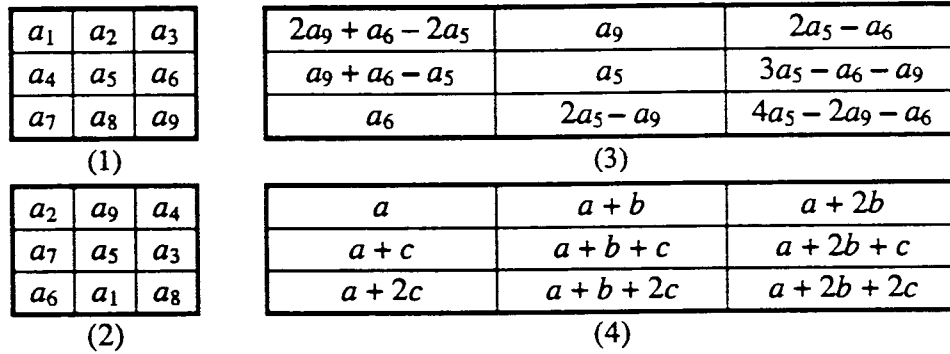 a₁ a₂ a₃
a₄ a₅ a₆
a₇ a₈ a₉
(1)
2a₉ + a₆ − 2a₅ a₉ 2a₅ − a₆
a₉ + a₆ − a₅ a₅ 3a₅ − a₆ − a₉
a₆ 2a₅ − a₉ 4a₅ − 2a₉ − a₆
(3)
a₂ a₉ a₄
a₇ a₅ a₃
a₆ a₁ a₈
(2)
a a + b a + 2b
a + c a + b + c a + 2b + c
a + 2c a + b + 2c a + 2b + 2c
(4)